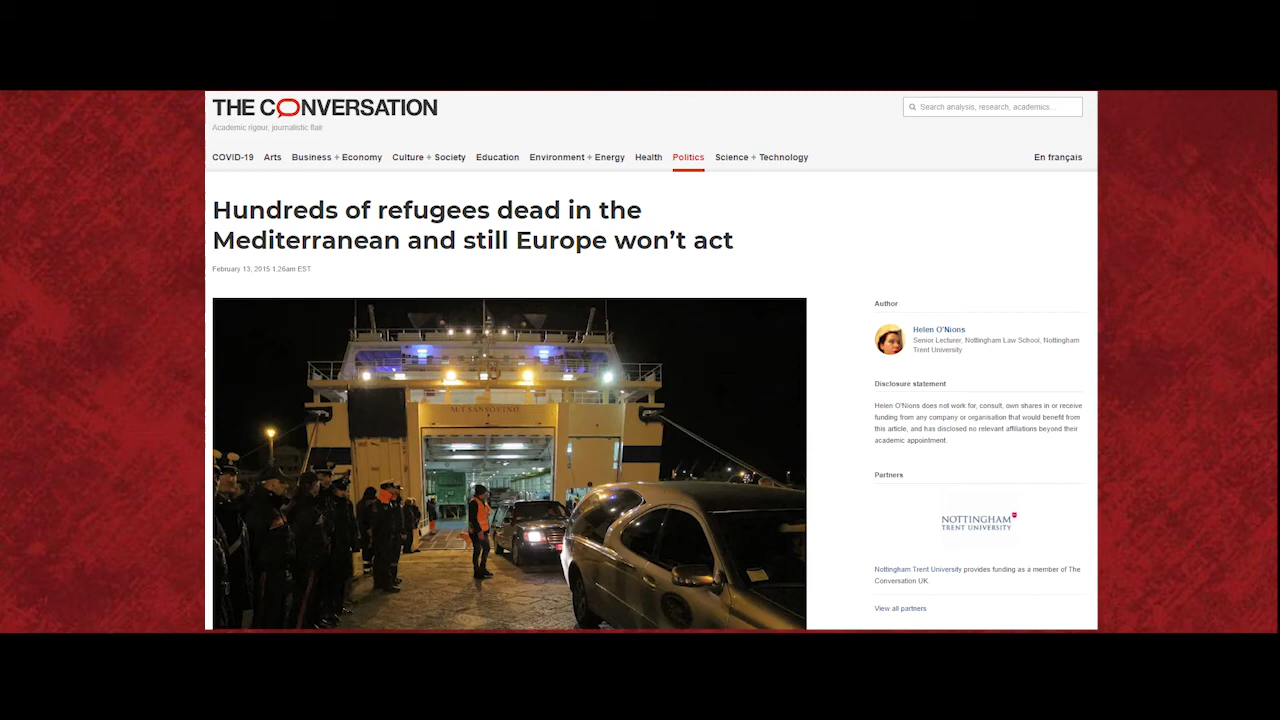 THE CONVERSATION
Academic rigour, journalistic flair
Search analysis, research, academics…
COVID-19 Arts Business + Economy Culture + Society Education Environment + Energy Health Politics Science + Technology En français
Hundreds of refugees dead in the
Mediterranean and still Europe won’t act
February 13, 2015 1.26am EST
M.T. SANSOVINO
Author
Helen O'Nions
Senior Lecturer, Nottingham Law School, Nottingham
Trent University
Disclosure statement
Helen O'Nions does not work for, consult, own shares in or receive
funding from any company or organisation that would benefit from
this article, and has disclosed no relevant affiliations beyond their
academic appointment.
Partners
NOTTINGHAM
TRENT UNIVERSITY
Nottingham Trent University provides funding as a member of The
Conversation UK.
View all partners